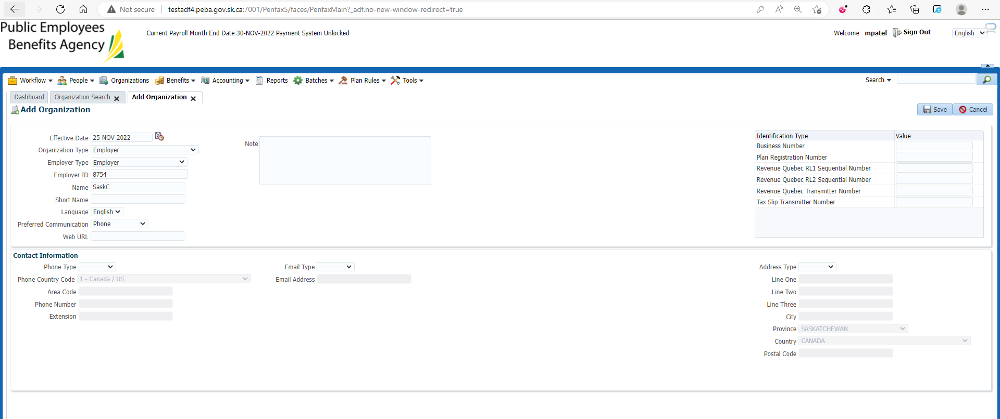 Not secure testadf4.peba.gov.sk.ca:7001/Penfax5/faces/PenfaxMain?_adf.no-new-window-redirect=true
Public Employees
Benefits Agency
Current Payroll Month End Date 30-NOV-2022 Payment System Unlocked
Welcome mpatel Sign Out English
Workflow People Organizations Benefits Accounting Reports Batches Plan Rules Tools Search
Dashboard Organization Search Add Organization
Add Organization Save Cancel
Effective Date 25-NOV-2022
Organization Type Employer
Employer Type Employer
Employer ID 8754
Name SaskC
Short Name
Language English
Preferred Communication Phone
Web URL
Note
Identification Type Value
Business Number
Plan Registration Number
Revenue Quebec RL1 Sequential Number
Revenue Quebec RL2 Sequential Number
Revenue Quebec Transmitter Number
Tax Slip Transmitter Number
Contact Information
Phone Type
Phone Country Code 1 - Canada / US
Area Code
Phone Number
Extension
Email Type
Email Address
Address Type
Line One
Line Two
Line Three
City
Province SASKATCHEWAN
Country CANADA
Postal Code